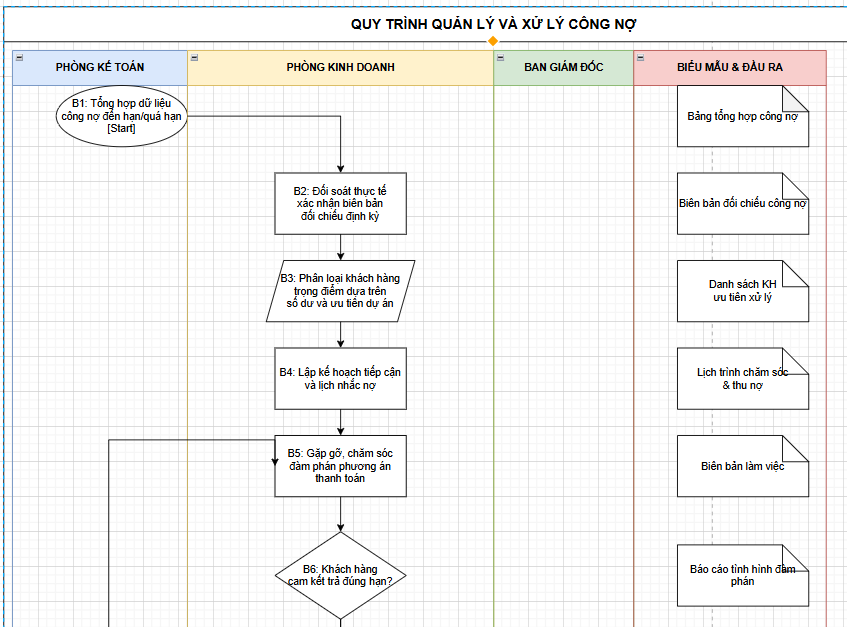 QUY TRÌNH QUẢN LÝ VÀ XỬ LÝ CÔNG NỢ
PHÒNG KẾ TOÁN
PHÒNG KINH DOANH
BAN GIÁM ĐỐC
BIỂU MẪU & ĐẦU RA
B1: Tổng hợp dữ liệu
công nợ đến hạn/quá hạn
[Start]
Bảng tổng hợp công nợ
B2: Đối soát thực tế
xác nhận biên bản
đối chiếu định kỳ
Biên bản đối chiếu công nợ
B3: Phân loại khách hàng
trọng điểm dựa trên
số dư và ưu tiên dự án
Danh sách KH
ưu tiên xử lý
B4: Lập kế hoạch tiếp cận
và lịch nhắc nợ
Lịch trình chăm sóc
& thu nợ
B5: Gặp gỡ, chăm sóc
đàm phán phương án
thanh toán
Biên bản làm việc
B6: Khách hàng
cam kết trả đúng hạn?
Báo cáo tình hình đàm
phán